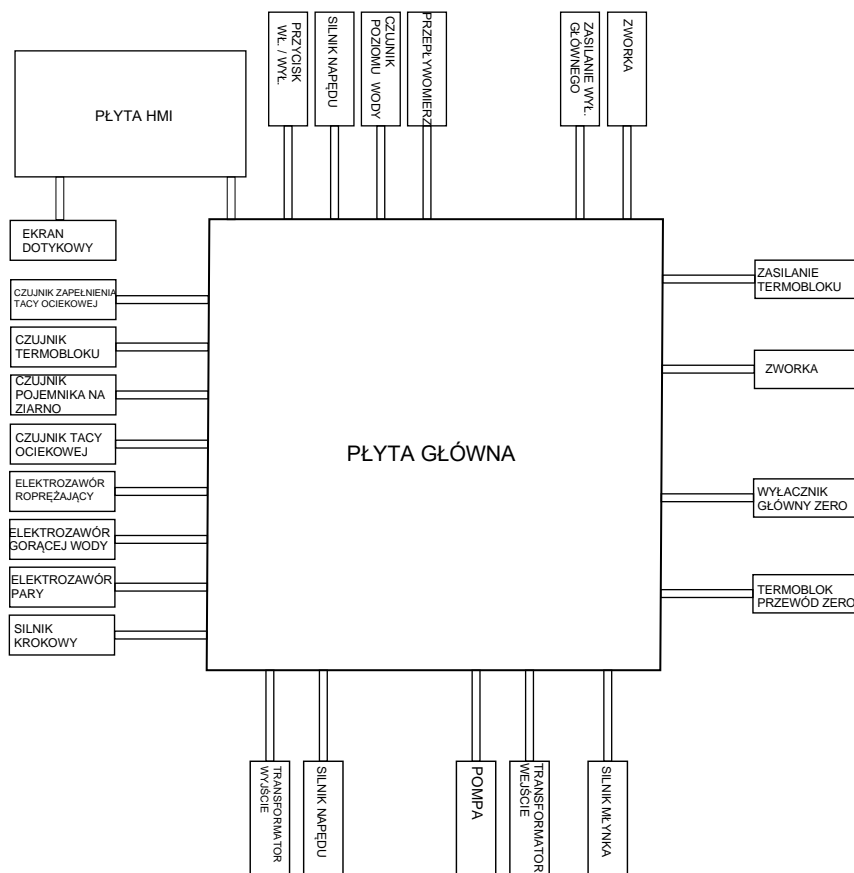 PRZYCISK
WŁ. / WYŁ.
SILNIK NAPĘDU
CZUJNIK
POZIOMU WODY
PRZEPŁYWOMIERZ
ZASILANIE WYŁ.
GŁÓWNEGO
ZWORKA
PŁYTA HMI
EKRAN
DOTYKOWY
CZUJNIK ZAPEŁNIENIA
TACY OCIEKOWEJ
CZUJNIK
TERMOBLOKU
CZUJNIK
POJEMNIKA NA
ZIARNO
CZUJNIK TACY
OCIEKOWEJ
ELEKTROZAWÓR
ROPRĘŻAJĄCY
ELEKTROZAWÓR
GORĄCEJ WODY
ELEKTROZAWÓR
PARY
SILNIK
KROKOWY
PŁYTA GŁÓWNA
ZASILANIE
TERMOBLOKU
ZWORKA
WYŁACZNIK
GŁÓWNY ZERO
TERMOBLOK
PRZEWÓD ZERO
TRANSFORMATOR
WYJŚCIE
SILNIK NAPĘDU
POMPA
TRANSFORMATOR
WEJŚCIE
SILNIK MŁYNKA